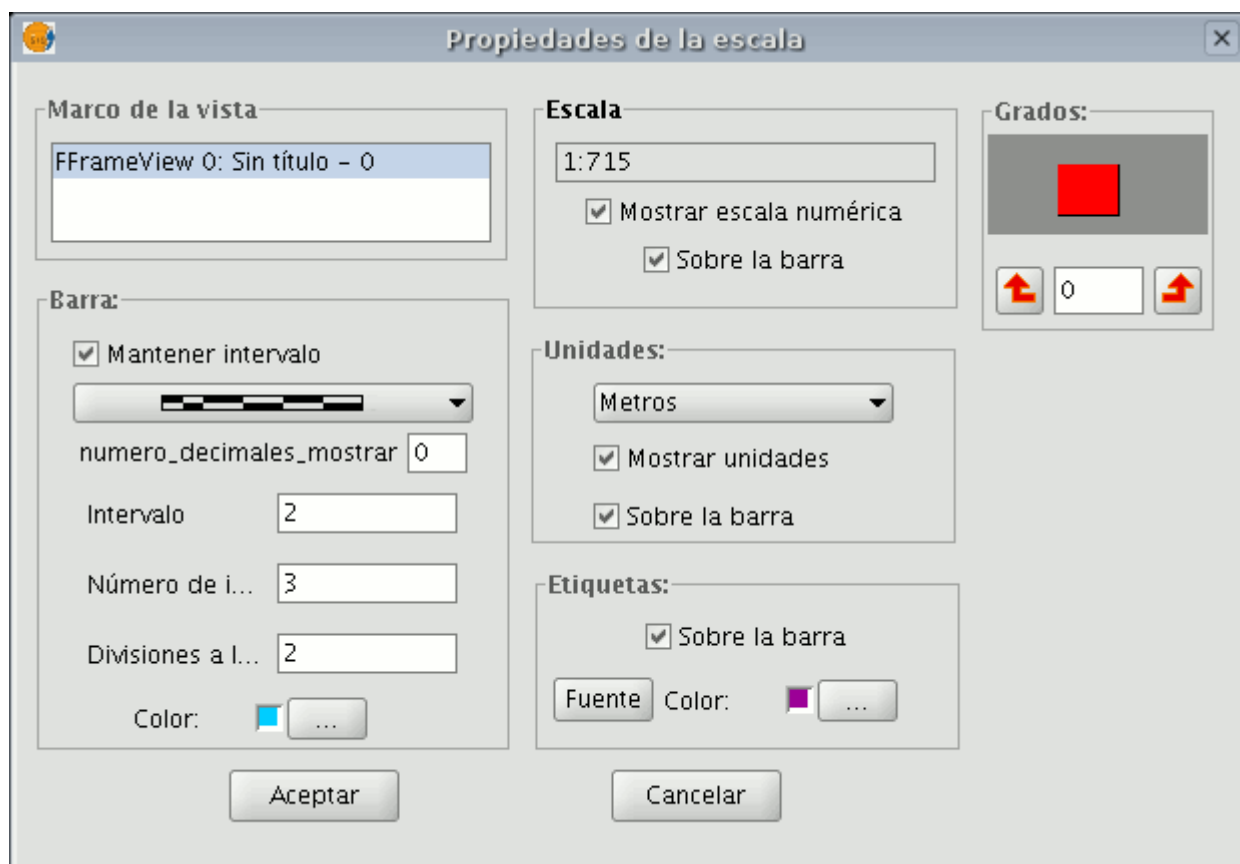 Propiedades de la escala
Marco de la vista
FFrameView 0: Sin título - 0
Escala
1:715
Mostrar escala numérica
Sobre la barra
Grados:
0
Barra:
Mantener intervalo
numero_decimales_mostrar 0
Intervalo 2
Número de i... 3
Divisiones a l... 2
Color: ...
Unidades:
Metros
Mostrar unidades
Sobre la barra
Etiquetas:
Sobre la barra
Fuente Color: ...
Aceptar
Cancelar